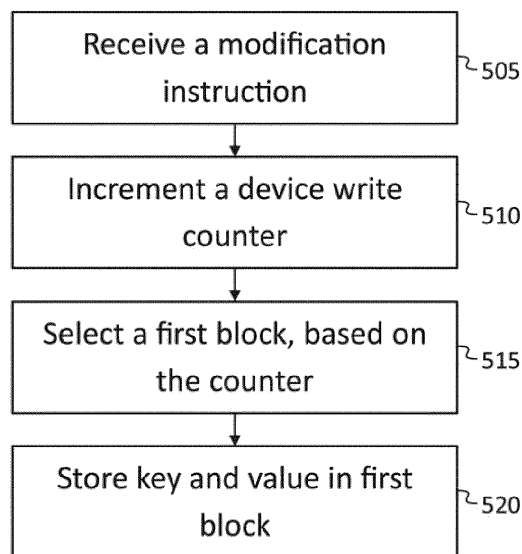 Receive a modification
instruction
505
Increment a device write
counter
510
Select a first block, based on
the counter
515
Store key and value in first
block
520